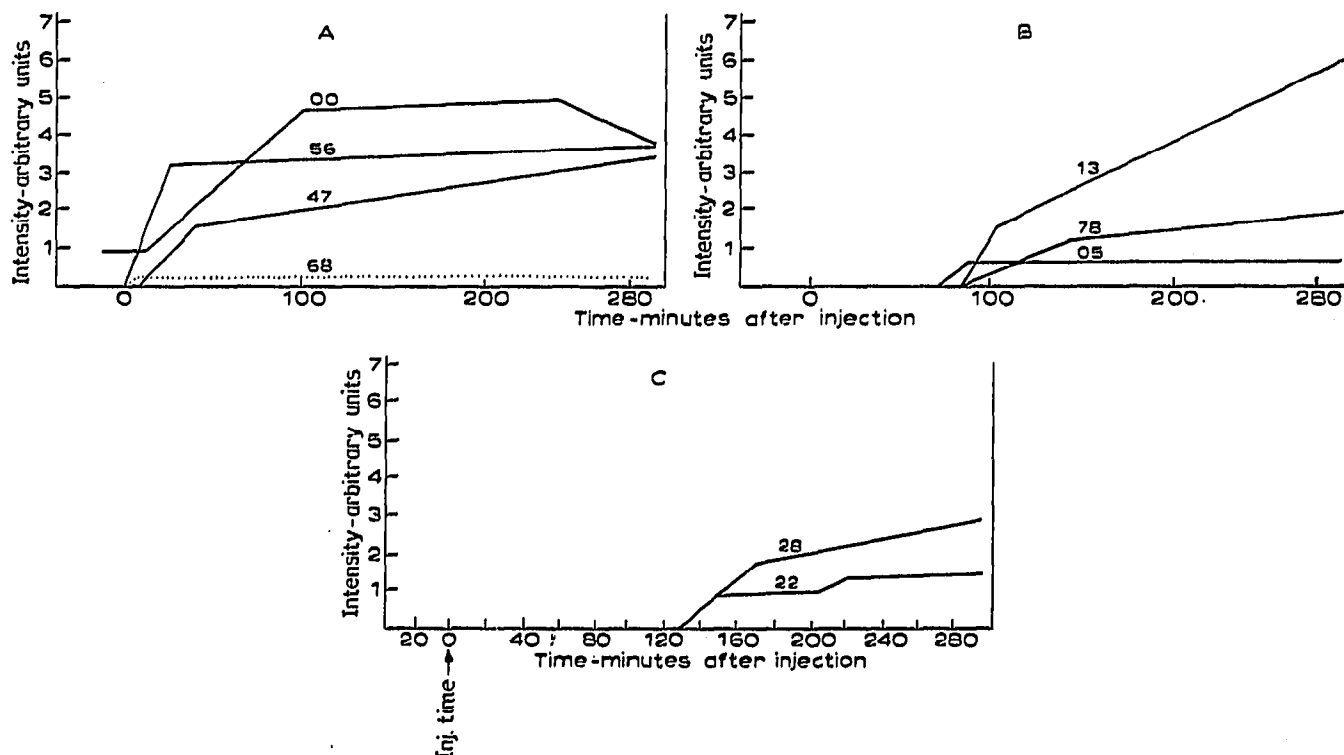 A
Intensity-arbitrary units
7
6
5
4
3
2
1
00
56
47
68
0 100 200 280
B
Intensity-arbitrary units
7
6
5
4
3
2
1
13
78
05
0 100 200. 280
Time-minutes after injection
C
Intensity-arbitrary units
7
6
5
4
3
2
1
28
22
20 0 40 80 120 160 200 240 280
Time-minutes after injection
Inj. time